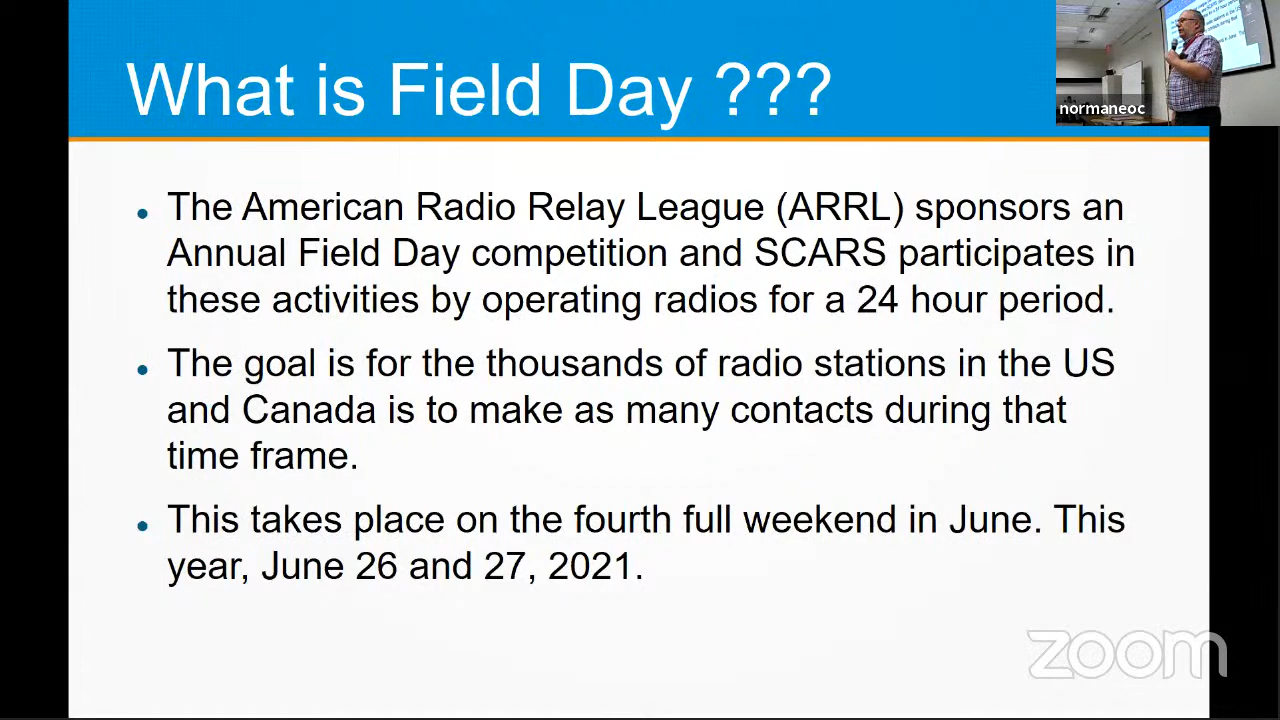 What is Field Day ???
normaneoc
The American Radio Relay League (ARRL) sponsors an
Annual Field Day competition and SCARS participates in
these activities by operating radios for a 24 hour period.
The goal is for the thousands of radio stations in the US
and Canada is to make as many contacts during that
time frame.
This takes place on the fourth full weekend in June. This
year, June 26 and 27, 2021.
zoom